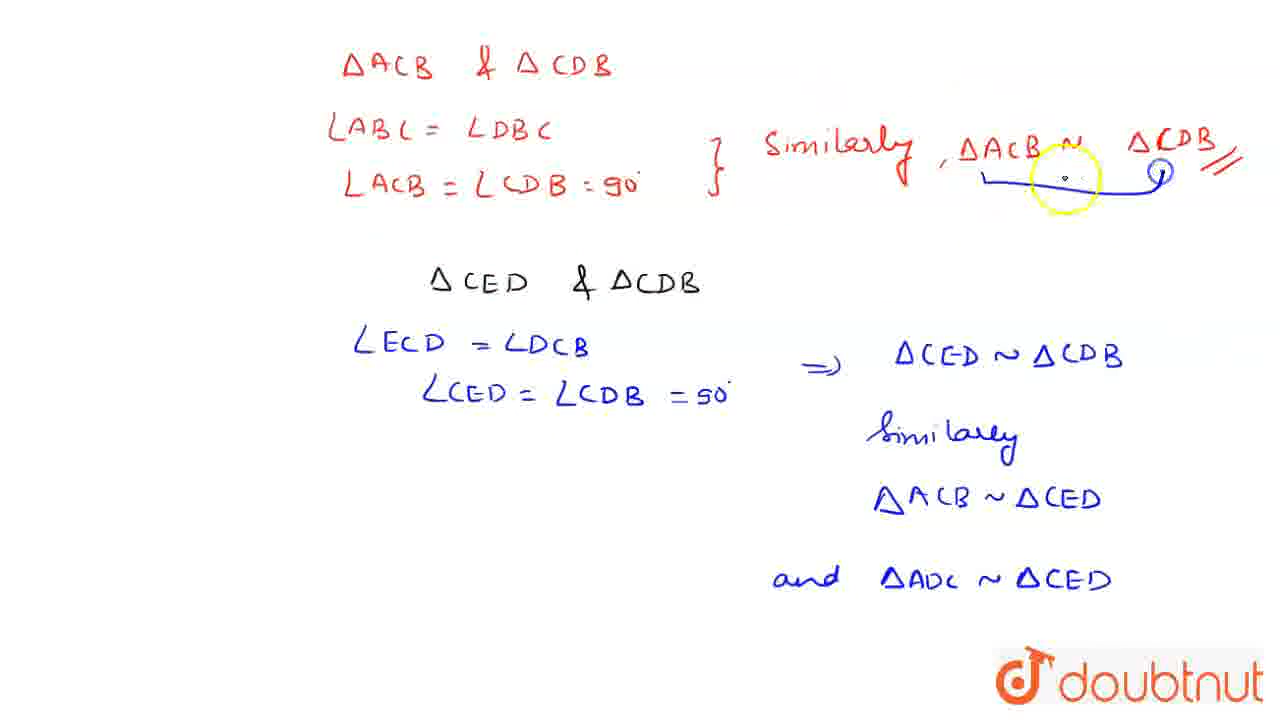 ΔACB & ΔCDB
∠ABC = ∠DBC
∠ACB = ∠CDB = 90° } Similarly, ΔACB ~ ΔCDB
ΔCED & ΔCDB
∠ECD = ∠DCB
∠CED = ∠CDB = 90° ⇒ ΔCED ~ ΔCDB
Similarly
ΔACB ~ ΔCED
and ΔADC ~ ΔCED
doubtnut